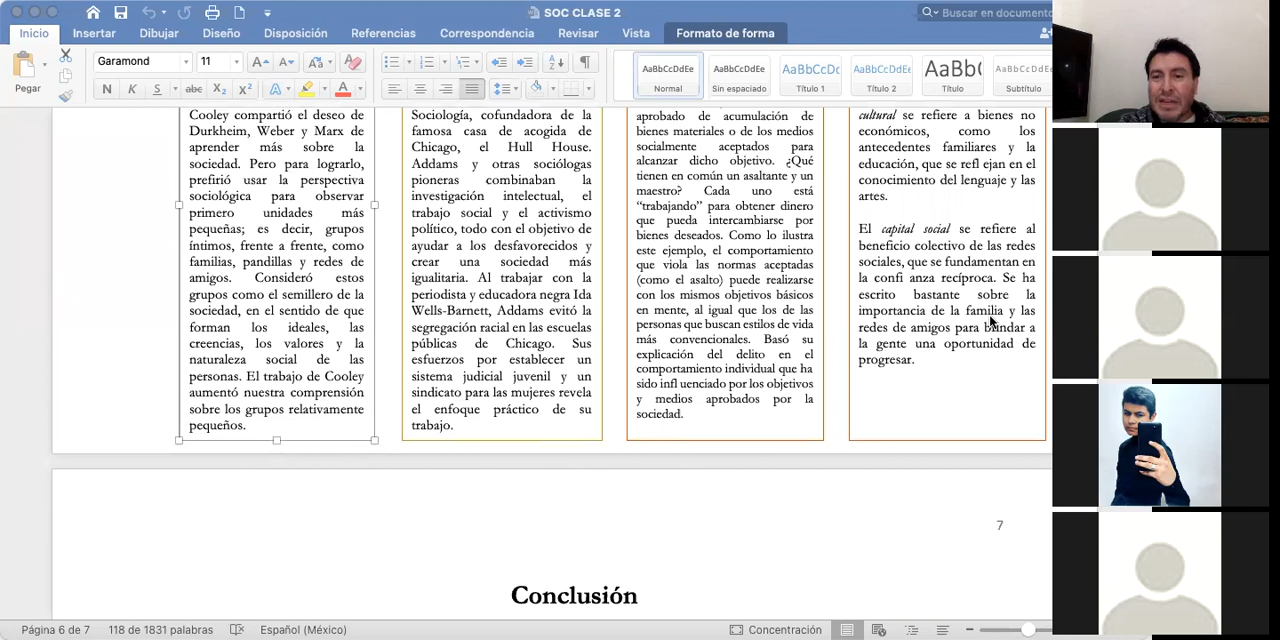 SOC CLASE 2
Buscar en documento
Inicio
Insertar
Dibujar
Diseño
Disposición
Referencias
Correspondencia
Revisar
Vista
Formato de forma
Pegar
Garamond
11
N K S abc X₂ X² A A
AaBbCcDdEe
Normal
AaBbCcDdEe
Sin espaciado
AaBbCcDc
Título 1
AaBbCcDdEe
Título 2
AaBb(
Título
AaBbCcDdEe
Subtítulo
Cooley compartió el deseo de
Durkheim, Weber y Marx de
aprender más sobre la
sociedad. Pero para lograrlo,
prefirió usar la perspectiva
sociológica para observar
primero unidades más
pequeñas; es decir, grupos
íntimos, frente a frente, como
familias, pandillas y redes de
amigos. Consideró estos
grupos como el semillero de la
sociedad, en el sentido de que
forman los ideales, las
creencias, los valores y la
naturaleza social de las
personas. El trabajo de Cooley
aumentó nuestra comprensión
sobre los grupos relativamente
pequeños.
Sociología, cofundadora de la
famosa casa de acogida de
Chicago, el Hull House.
Addams y otras sociólogas
pioneras combinaban la
investigación intelectual, el
trabajo social y el activismo
político, todo con el objetivo de
ayudar a los desfavorecidos y
crear una sociedad más
igualitaria. Al trabajar con la
periodista y educadora negra Ida
Wells-Barnett, Addams evitó la
segregación racial en las escuelas
públicas de Chicago. Sus
esfuerzos por establecer un
sistema judicial juvenil y un
sindicato para las mujeres revela
el enfoque práctico de su
trabajo.
aprobado de acumulación de
bienes materiales o de los medios
socialmente aceptados para
alcanzar dicho objetivo. ¿Qué
tienen en común un asaltante y un
maestro? Cada uno está
“trabajando” para obtener dinero
que pueda intercambiarse por
bienes deseados. Como lo ilustra
este ejemplo, el comportamiento
que viola las normas aceptadas
(como el asalto) puede realizarse
con los mismos objetivos básicos
en mente, al igual que los de las
personas que buscan estilos de vida
más convencionales. Basó su
explicación del delito en el
comportamiento individual que ha
sido infl uenciado por los objetivos
y medios aprobados por la
sociedad.
cultural se refiere a bienes no
económicos, como los
antecedentes familiares y la
educación, que se refl ejan en el
conocimiento del lenguaje y las
artes.
El capital social se refiere al
beneficio colectivo de las redes
sociales, que se fundamentan en
la confi anza recíproca. Se ha
escrito bastante sobre la
importancia de la familia y las
redes de amigos para brindar a
la gente una oportunidad de
progresar.
7
Conclusión
Página 6 de 7
118 de 1831 palabras
Español (México)
Concentración